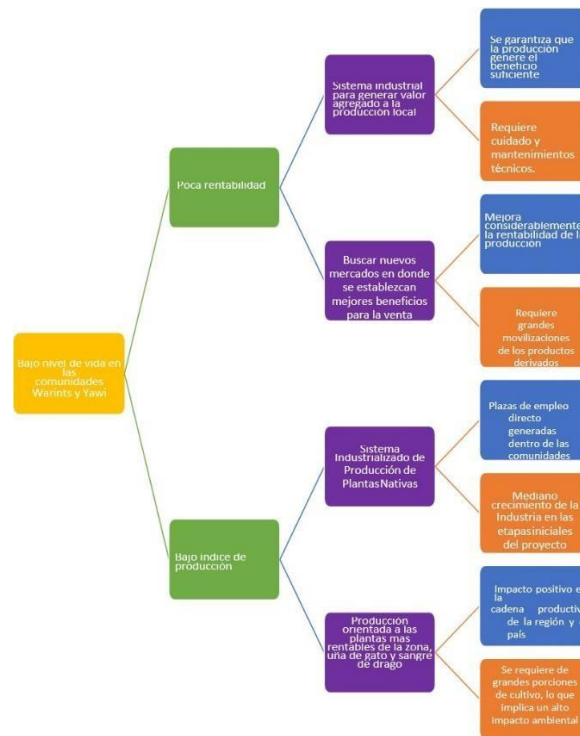 Se garantiza que
la producción
genere el
beneficio
suficiente
Sistema industrial
para generar valor
agregado a la
producción local
Requiere
cuidado y
mantenimientos
técnicos.
Poca rentabilidad
Mejora
considerablemente
la rentabilidad de l
producción
Buscar nuevos
mercados en donde
se establezcan
mejores beneficios
para la venta
Requiere
grandes
movilizaciones
de los productos
derivados
Bajo nivel de vida en
las
comunidades
Warints y Yawi
Plazas de empleo
directo
generadas
dentro de las
comunidades
Sistema
Industrializado de
Producción de
PlantasNativas
Mediano
crecimiento de la
Industria en las
etapasiniciales
del proyecto
Bajo índice de
producción
Impacto positivo e
la
cadena productiv
de la región y
país
Producción
orientada a las
plantas mas
rentables de la zona,
uña de gato y sangre
de drago
Se requiere de
grandes porciones
de cultivo, lo que
implica un alto
impacto ambiental